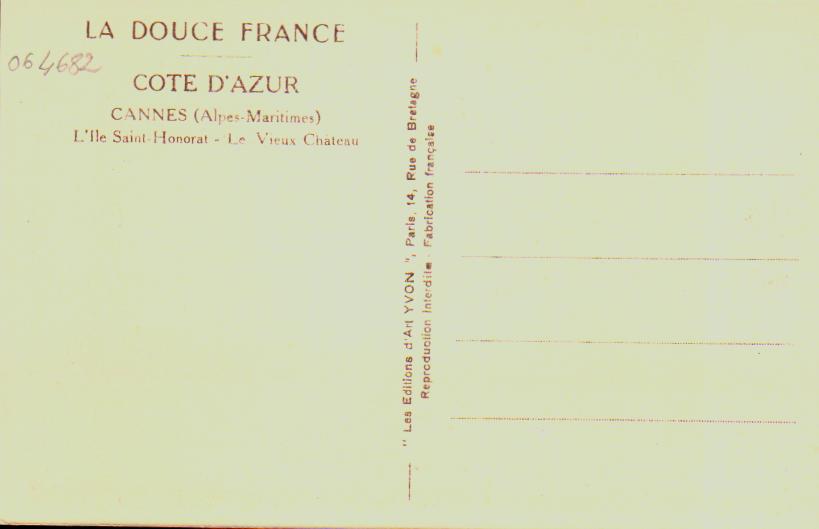 LA DOUCE FRANCE
064682
COTE D'AZUR
CANNES (Alpes-Maritimes)
L'Ile Saint-Honorat - Le Vieux Château
" Les Editions d'Art YVON ", Paris, 14, Rue de Bretagne
Reproduction Interdite - Fabrication française